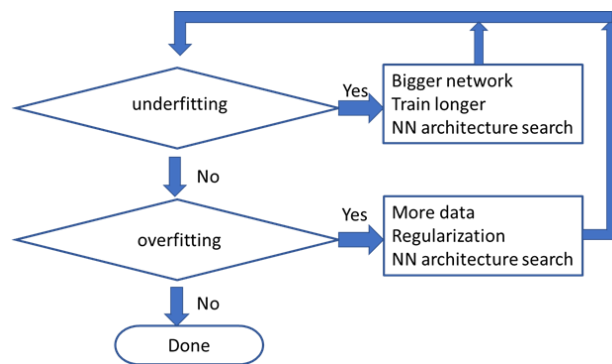 underfitting
Yes
Bigger network
Train longer
NN architecture search
No
overfitting
Yes
More data
Regularization
NN architecture search
No
Done